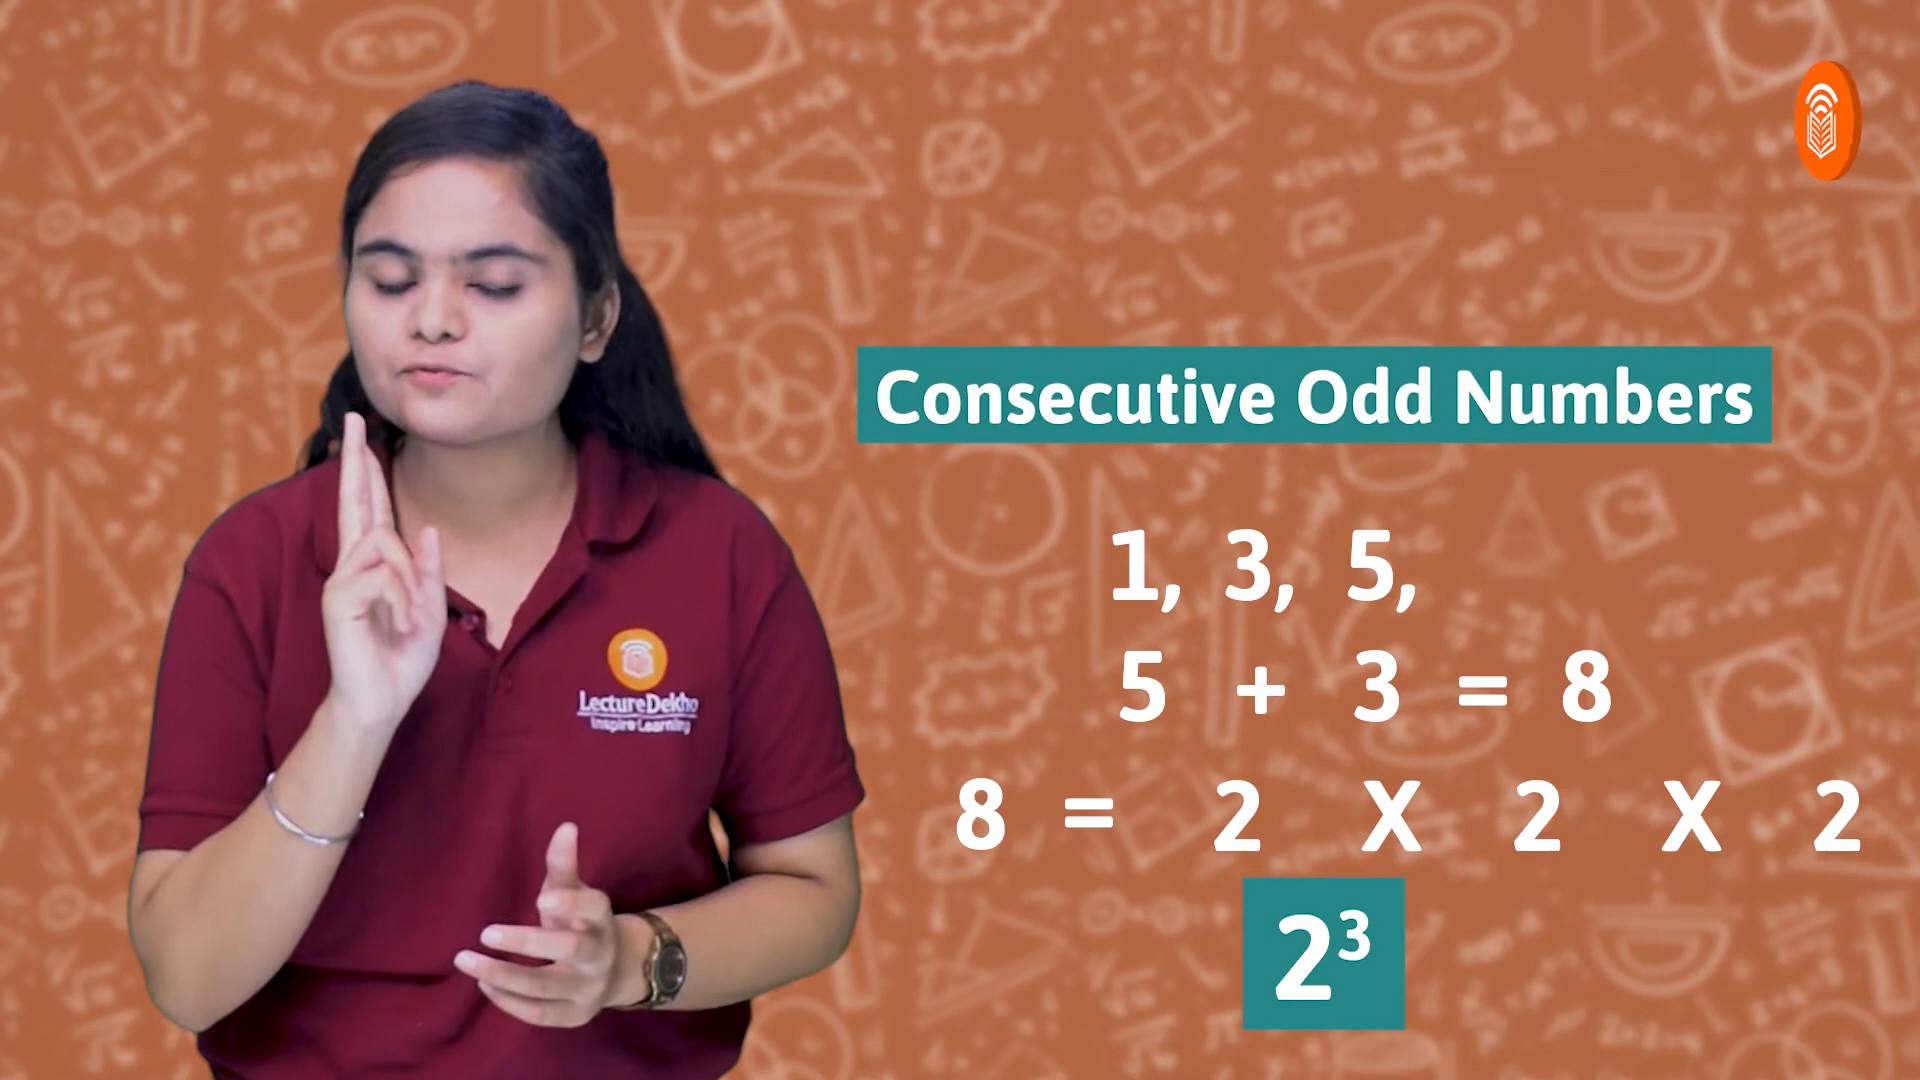 Consecutive Odd Numbers
1, 3, 5,
5 + 3 = 8
8 = 2 X 2 X 2
2³
LectureDekho
Inspire Learning